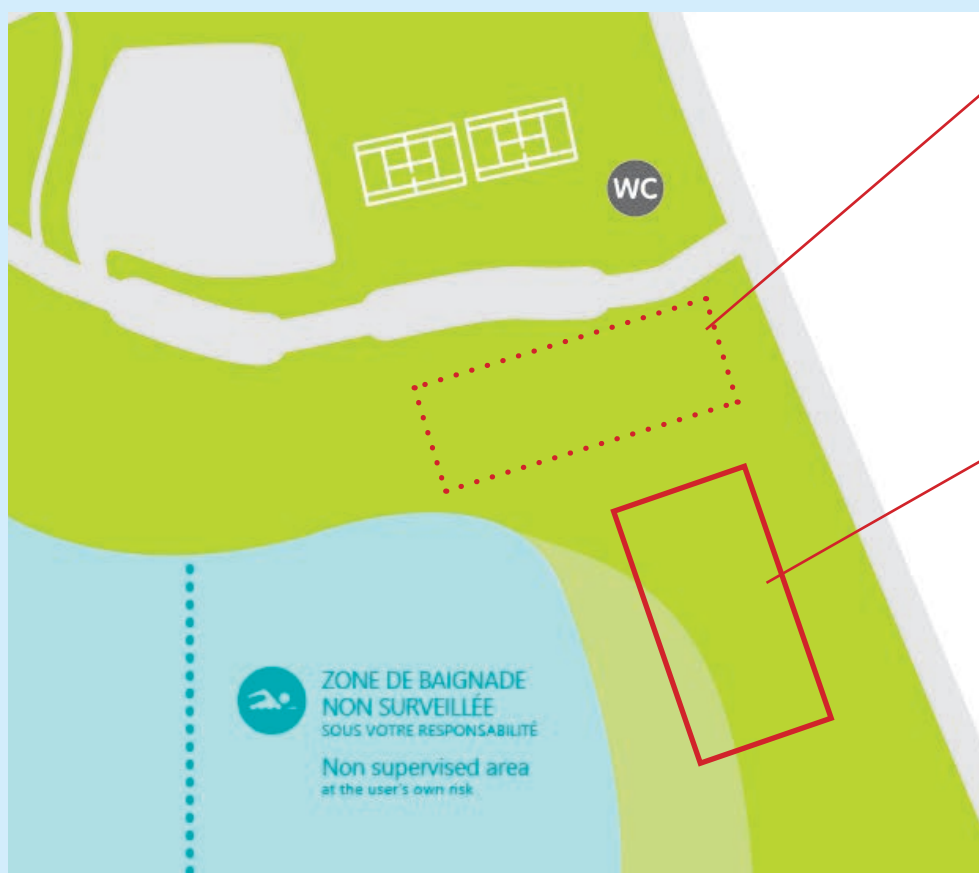 WC
ZONE DE BAIGNADE
NON SURVEILLÉE
SOUS VOTRE RESPONSABILITÉ
Non supervised area
at the user's own risk